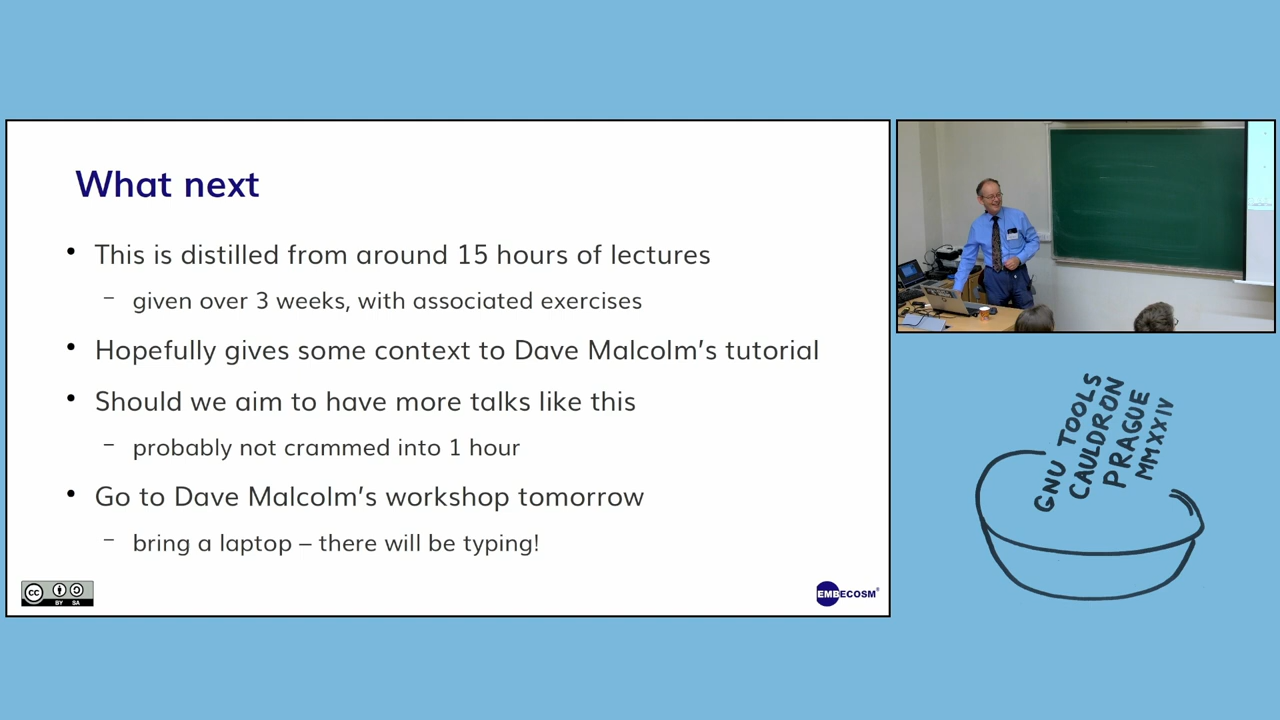 What next
This is distilled from around 15 hours of lectures
given over 3 weeks, with associated exercises
Hopefully gives some context to Dave Malcolm's tutorial
Should we aim to have more talks like this
probably not crammed into 1 hour
Go to Dave Malcolm's workshop tomorrow
bring a laptop – there will be typing!
cc BY SA
EMBECOSM®
GNU TOOLS
CAULDRON
PRAGUE
MMXXIV